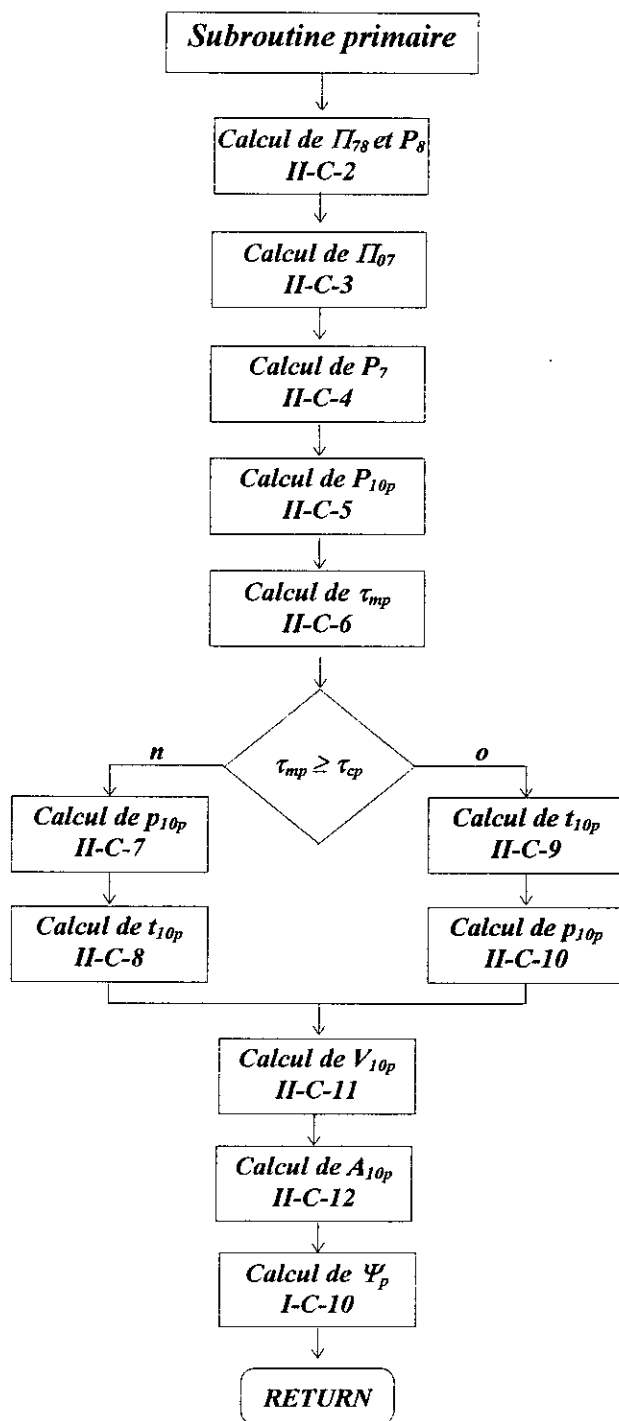 Subroutine primaire
Calcul de Π₇₈ et P₈
II-C-2
Calcul de Π₀₇
II-C-3
Calcul de P₇
II-C-4
Calcul de P₁₀ₚ
II-C-5
Calcul de τₘₚ
II-C-6
τₘₚ ≥ τcₚ
n
o
Calcul de p₁₀ₚ
II-C-7
Calcul de t₁₀ₚ
II-C-8
Calcul de t₁₀ₚ
II-C-9
Calcul de p₁₀ₚ
II-C-10
Calcul de V₁₀ₚ
II-C-11
Calcul de A₁₀ₚ
II-C-12
Calcul de Ψₚ
I-C-10
RETURN